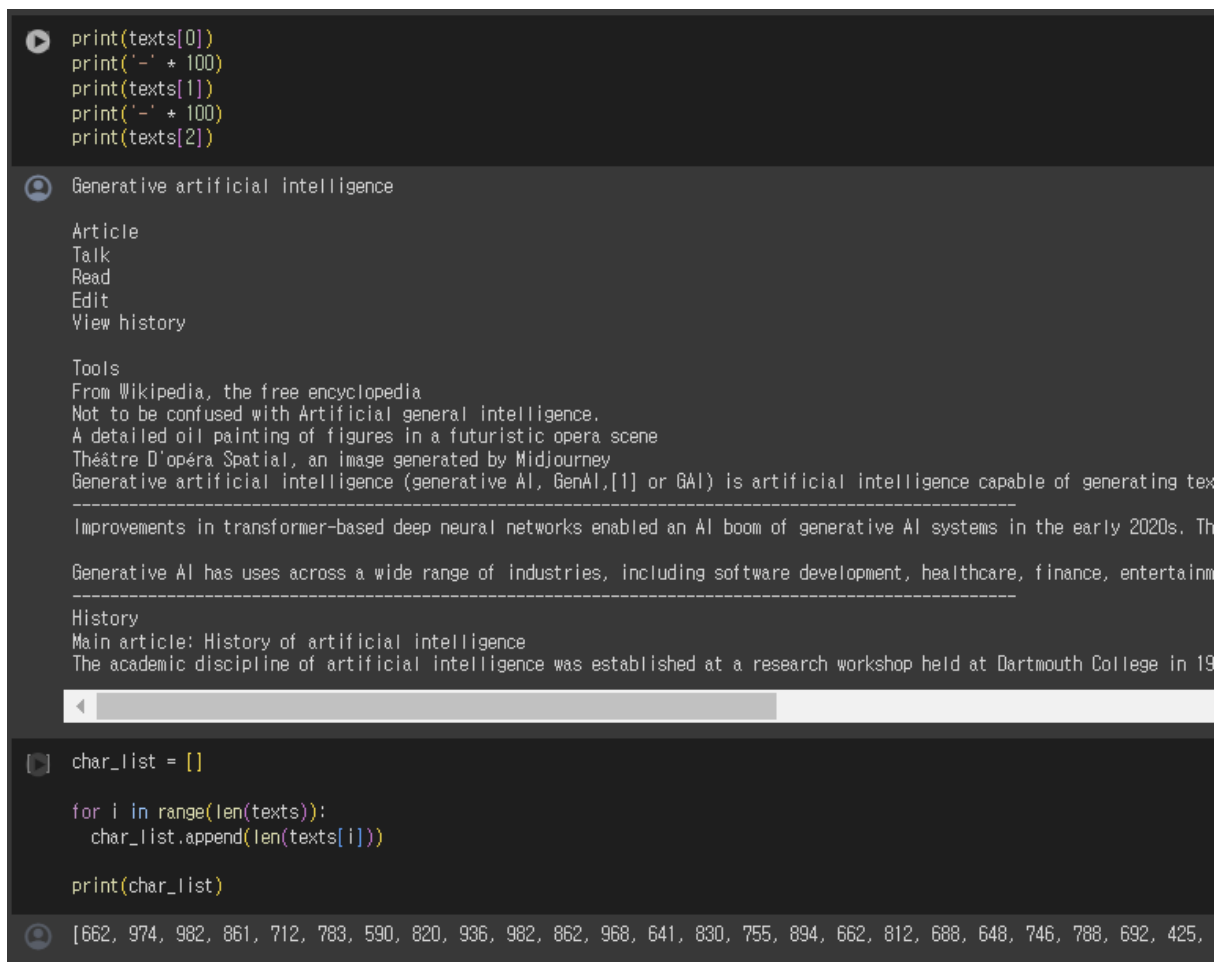 print(texts[0])
print('-' * 100)
print(texts[1])
print('-' * 100)
print(texts[2])
Generative artificial intelligence
Article
Talk
Read
Edit
View history
Tools
From Wikipedia, the free encyclopedia
Not to be confused with Artificial general intelligence.
A detailed oil painting of figures in a futuristic opera scene
Théâtre D'opéra Spatial, an image generated by Midjourney
Generative artificial intelligence (generative AI, GenAI,[1] or GAI) is artificial intelligence capable of generating tex
----------------------------------------------------------------------------------------------------
Improvements in transformer-based deep neural networks enabled an AI boom of generative AI systems in the early 2020s. Th
Generative AI has uses across a wide range of industries, including software development, healthcare, finance, entertainm
----------------------------------------------------------------------------------------------------
History
Main article: History of artificial intelligence
The academic discipline of artificial intelligence was established at a research workshop held at Dartmouth College in 19
[ ] char_list = []
for i in range(len(texts)):
  char_list.append(len(texts[i]))
print(char_list)
[662, 974, 982, 861, 712, 783, 590, 820, 936, 982, 862, 968, 641, 830, 755, 894, 662, 812, 688, 648, 746, 788, 692, 425,